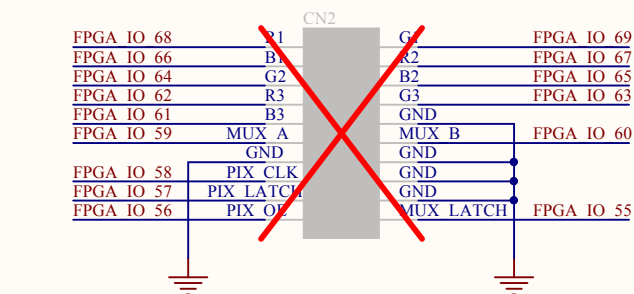 CN2
FPGA IO 68 R1 G1 FPGA IO 69
FPGA IO 66 B1 R2 FPGA IO 67
FPGA IO 64 G2 B2 FPGA IO 65
FPGA IO 62 R3 G3 FPGA IO 63
FPGA IO 61 B3 GND
FPGA IO 59 MUX A MUX B FPGA IO 60
GND GND
FPGA IO 58 PIX CLK GND
FPGA IO 57 PIX LATCH GND
FPGA IO 56 PIX OE MUX LATCH FPGA IO 55